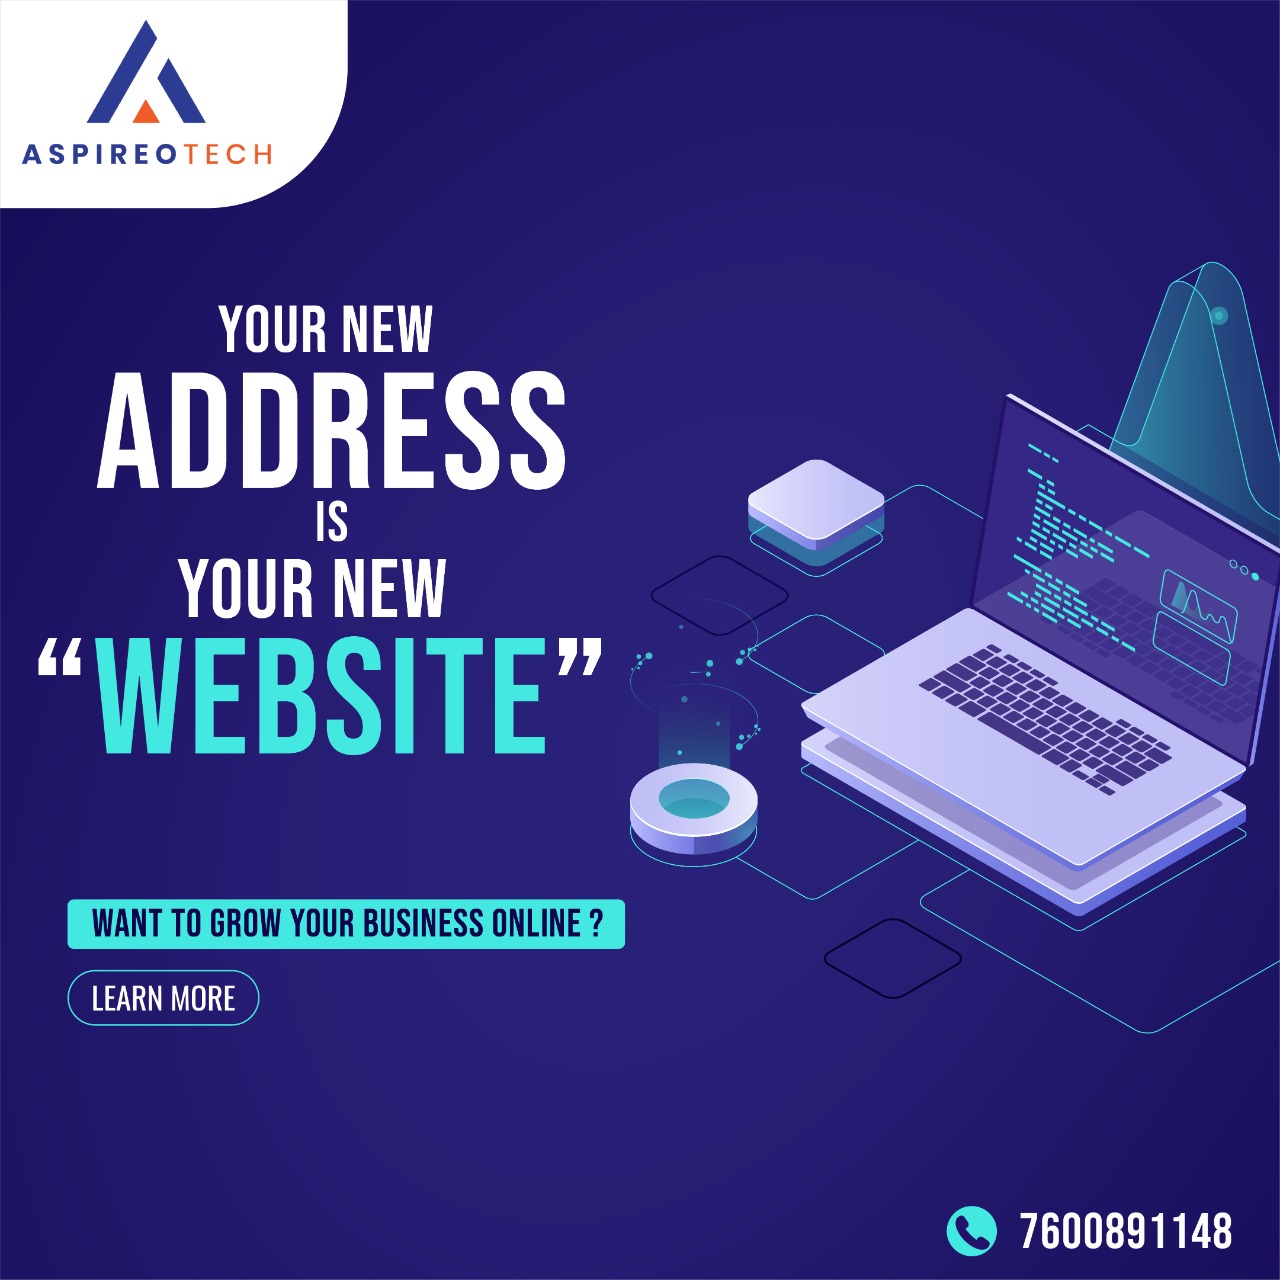 ASPIREOTECH
YOUR NEW
ADDRESS
IS
YOUR NEW
“WEBSITE”
WANT TO GROW YOUR BUSINESS ONLINE ?
LEARN MORE
7600891148